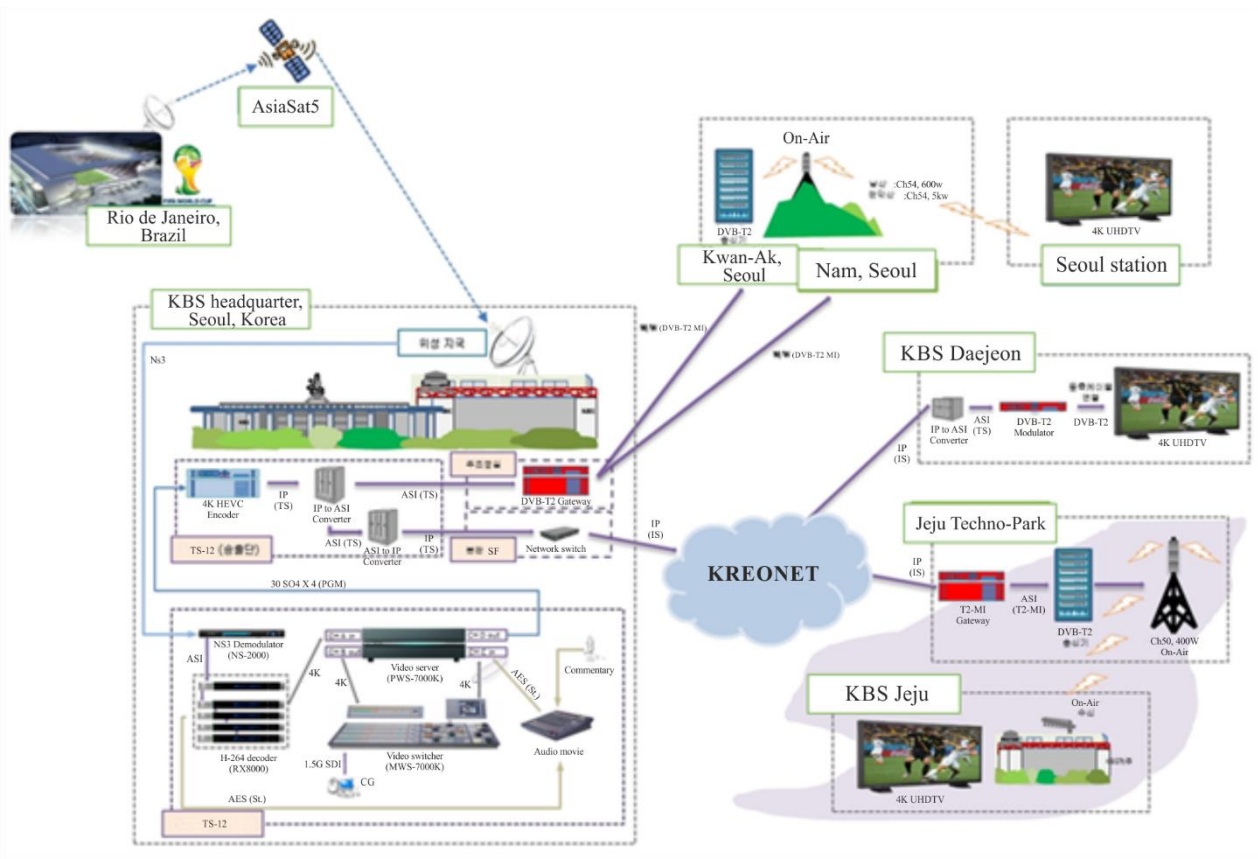 AsiaSat5
FIFA WORLD CUP
Rio de Janeiro,
Brazil
On-Air
:Ch54, 600w
:Ch54, 5kw
DVB-T2
Kwan-Ak,
Seoul
Nam, Seoul
4K UHDTV
Seoul station
KBS headquarter,
Seoul, Korea
위성 지국
Ns3
(DVB-T2 MI)
(DVB-T2 MI)
KBS Daejeon
IP to ASI
Converter
ASI
(TS)
DVB-T2
Modulator
DVB-T2
4K UHDTV
IP
(IS)
4K HEVC
Encoder
IP
(TS)
IP to ASI
Converter
ASI (TS)
DVB-T2 Gateway
ASI (TS)
ASI to IP
Converter
IP
(TS)
Network switch
SF
TS-12 (송출단)
IP
(IS)
KREONET
Jeju Techno-Park
IP
(IS)
T2-MI
Gateway
ASI
(T2-MI)
DVB-T2
Ch50, 400W
On-Air
30 SO4 X 4 (PGM)
NS3 Demodulator
(NS-2000)
ASI
H-264 decoder
(RX8000)
4K
4K
Video server
(PWS-7000K)
4K
AES (St.)
Commentary
Audio movie
Video switcher
(MWS-7000K)
1.5G SDI
CG
AES (St.)
TS-12
KBS Jeju
On-Air
4K UHDTV